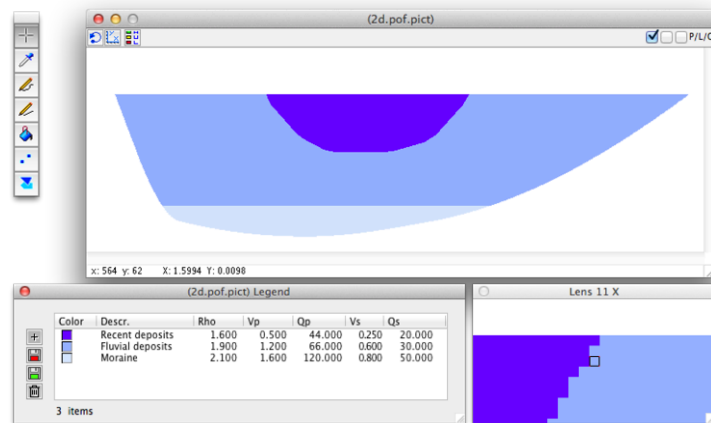 (2d.pof.pict)
P/L/C
x: 564 y: 62 X: 1.5994 Y: 0.0098
(2d.pof.pict) Legend
Color Descr. Rho Vp Qp Vs Qs
Recent deposits 1.600 0.500 44.000 0.250 20.000
Fluvial deposits 1.900 1.200 66.000 0.600 30.000
Moraine 2.100 1.600 120.000 0.800 50.000
3 items
Lens 11 X